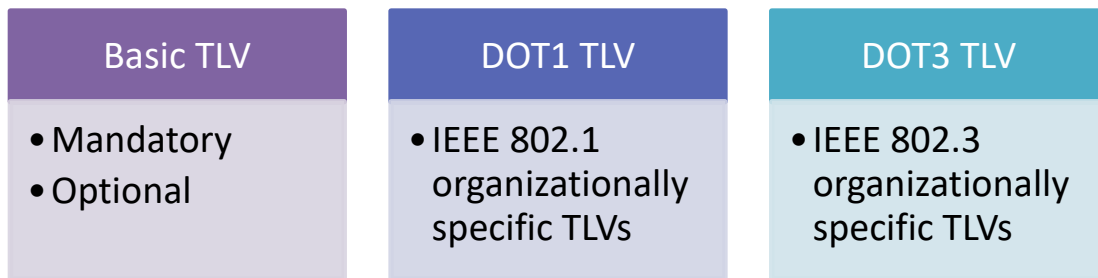 Basic TLV
• Mandatory
• Optional
DOT1 TLV
• IEEE 802.1
organizationally
specific TLVs
DOT3 TLV
• IEEE 802.3
organizationally
specific TLVs